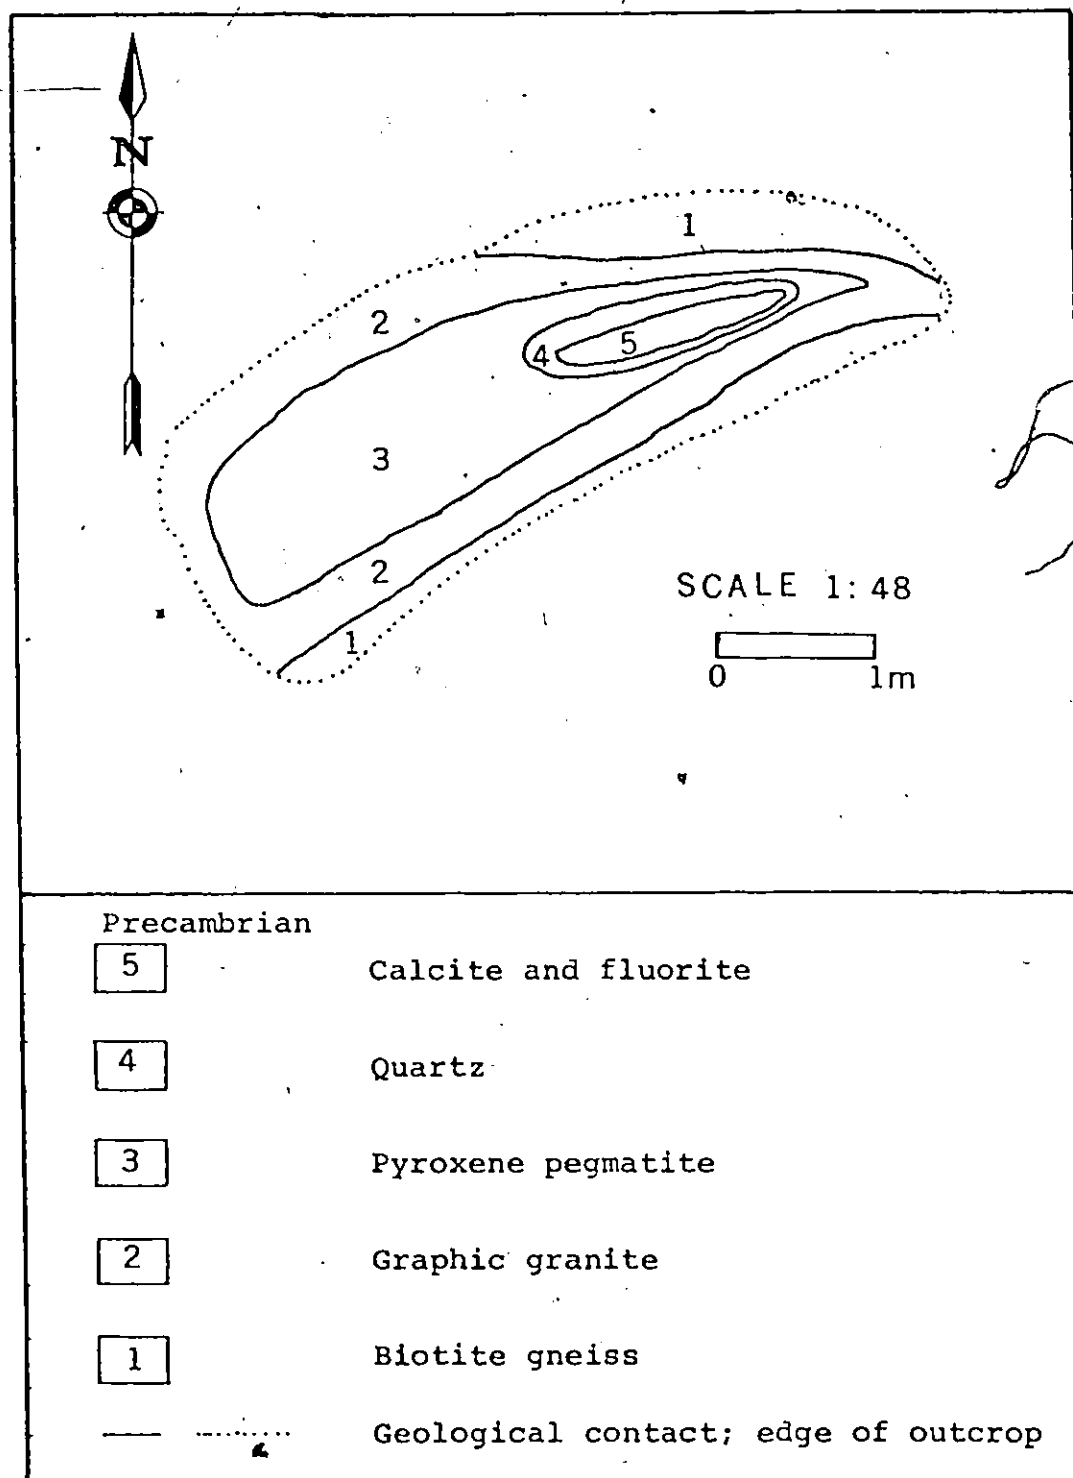 N
1
2
4
5
3
2
1
SCALE 1:48
0 1m
Precambrian
5 Calcite and fluorite
4 Quartz
3 Pyroxene pegmatite
2 Graphic granite
1 Biotite gneiss
Geological contact; edge of outcrop